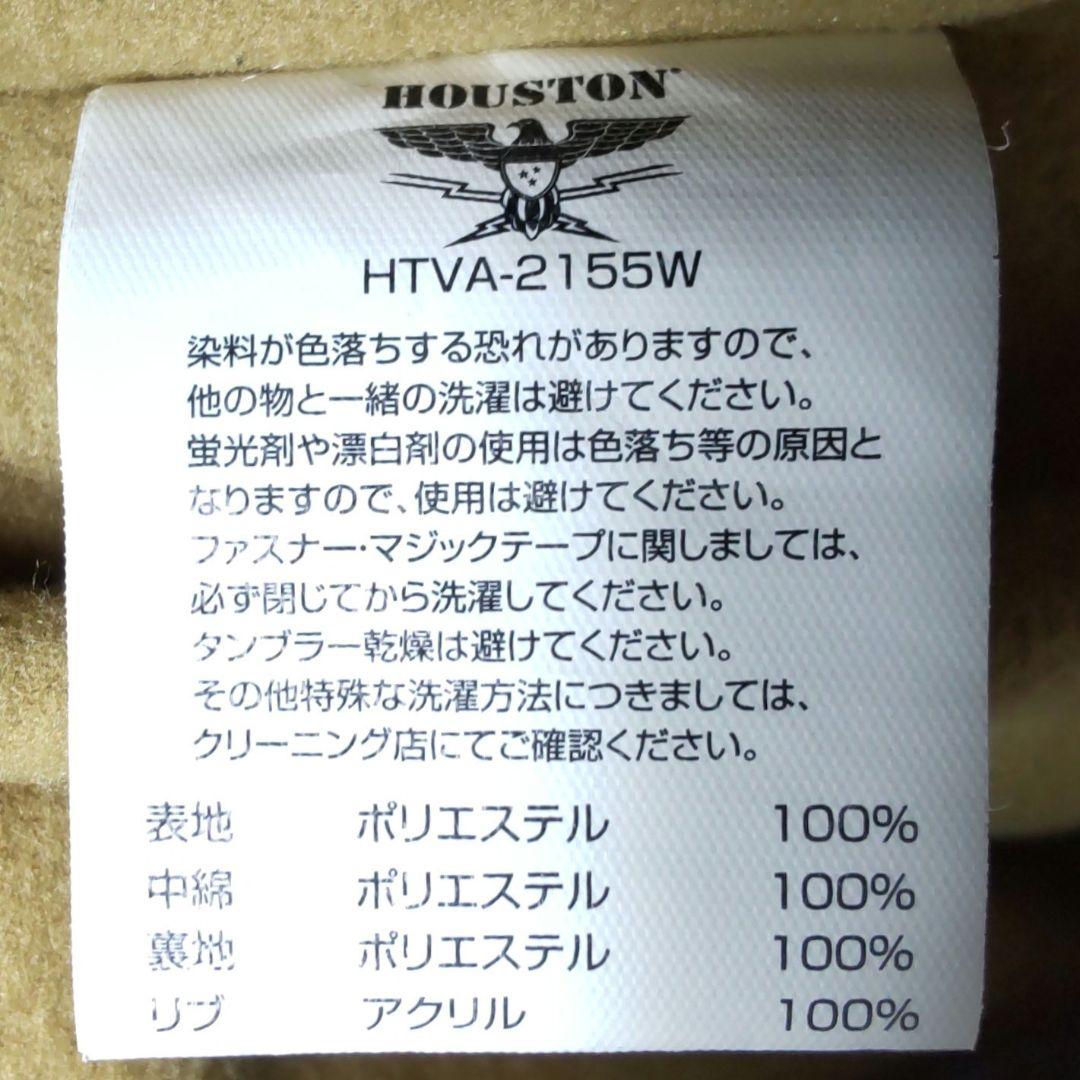 HOUSTON
HTVA-2155W
染料が色落ちする恐れがありますので、
他の物と一緒の洗濯は避けてください。
蛍光剤や漂白剤の使用は色落ち等の原因と
なりますので、使用は避けてください。
ファスナー・マジックテープに関しましては、
必ず閉じてから洗濯してください。
タンブラー乾燥は避けてください。
その他特殊な洗濯方法につきましては、
クリーニング店にてご確認ください。
表地 ポリエステル 100%
中綿 ポリエステル 100%
裏地 ポリエステル 100%
リブ アクリル 100%